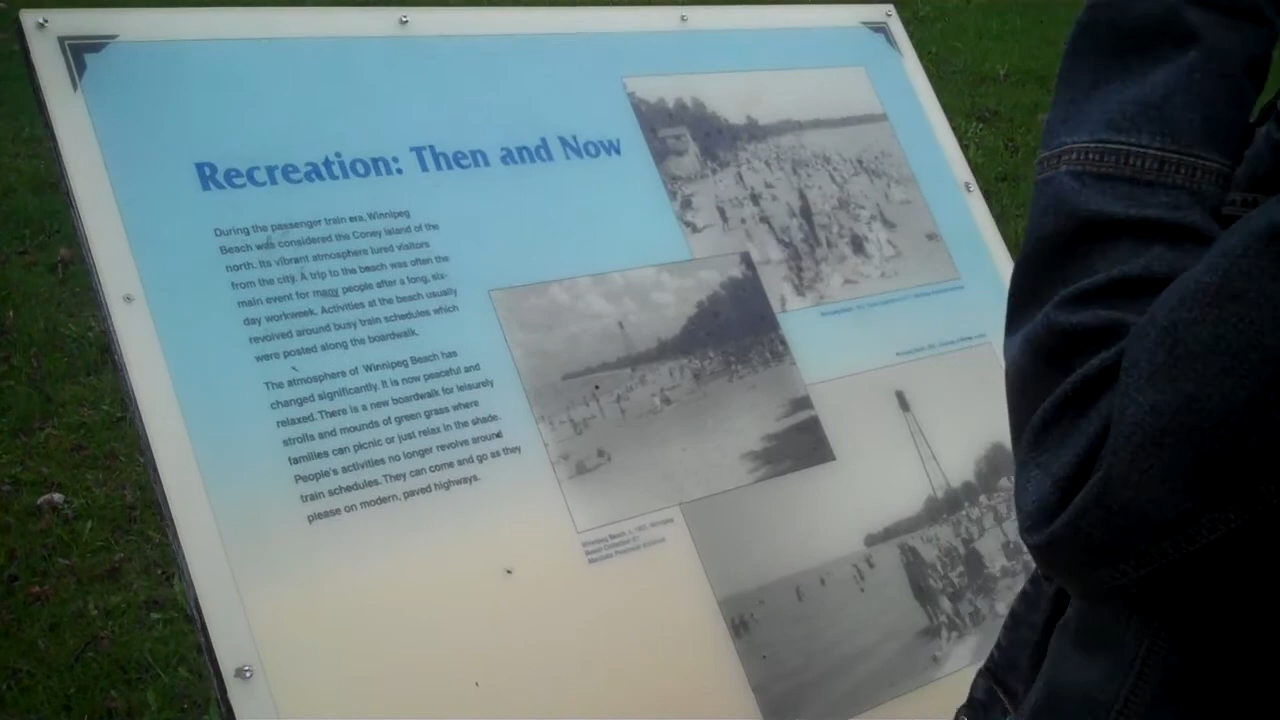 Recreation: Then and Now
During the passenger train era, Winnipeg
Beach was considered the Coney Island of the
north. Its vibrant atmosphere lured visitors
from the city. A trip to the beach was often the
main event for many people after a long, six-
day workweek. Activities at the beach usually
revolved around busy train schedules which
were posted along the boardwalk.
The atmosphere of Winnipeg Beach has
changed significantly. It is now peaceful and
relaxed. There is a new boardwalk for leisurely
strolls and mounds of green grass where
families can picnic or just relax in the shade.
People's activities no longer revolve around
train schedules. They can come and go as they
please on modern, paved highways.
Winnipeg Beach, Winnipeg
Beach Collection
Manitoba Provincial Archives